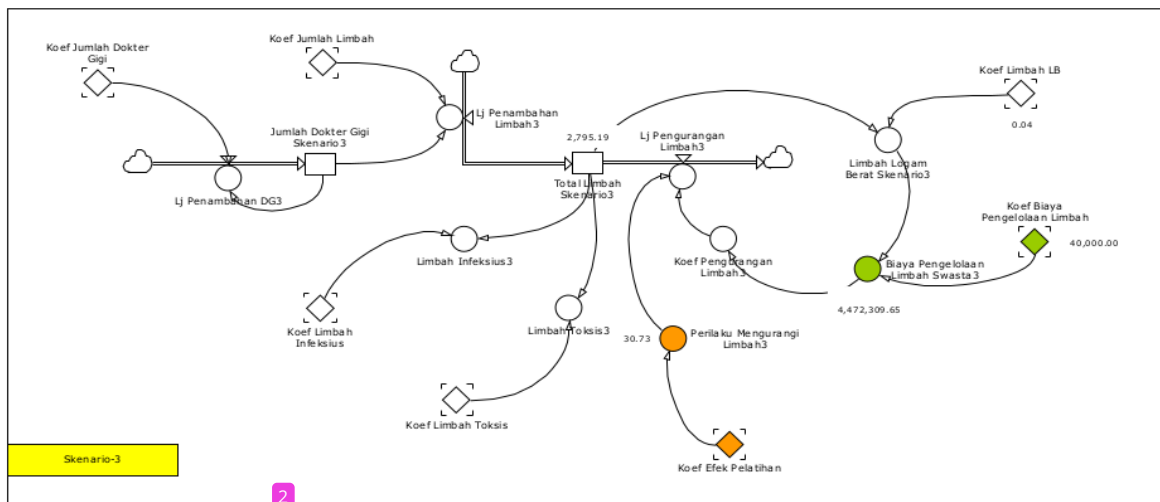 Koef Jumlah Dokter
Gigi
Koef Jumlah Limbah
Koef Limbah LB
0.04
Lj Penambahan
Limbah3
Jumlah Dokter Gigi
Skenario3
2,795.19
Lj Pengurangan
Limbah3
Limbah Logam
Berat Skenario3
Lj Penambahan DG3
Total Limbah
Skenario3
Koef Biaya
Pengelolaan Limbah
40,000.00
Limbah Infeksius3
Koef Pengurangan
Limbah3
Biaya Pengelolaan
Limbah Swasta3
4,472,309.65
Koef Limbah
Infeksius
Limbah Toksis3
30.73
Perilaku Mengurangi
Limbah3
Koef Limbah Toksis
Koef Efek Pelatihan
Skenario-3
2